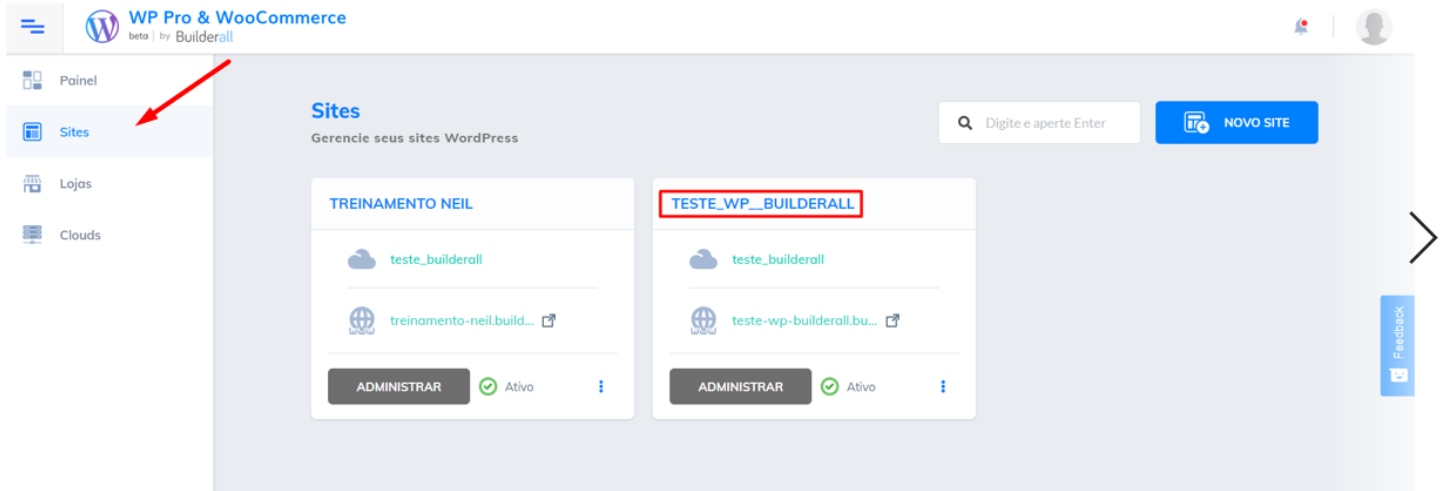 WP Pro & WooCommerce
beta | by Builderall
Painel
Sites
Lojas
Clouds
Sites
Gerencie seus sites WordPress
Digite e aperte Enter
NOVO SITE
TREINAMENTO NEIL
teste_builderall
treinamento-neil.build...
ADMINISTRAR
Ativo
TESTE_WP__BUILDERALL
teste_builderall
teste-wp-builderall.bu...
ADMINISTRAR
Ativo
Feedback